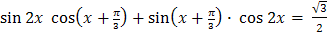 sin 2x cos(x + π/3) + sin(x + π/3) · cos 2x = √3/2